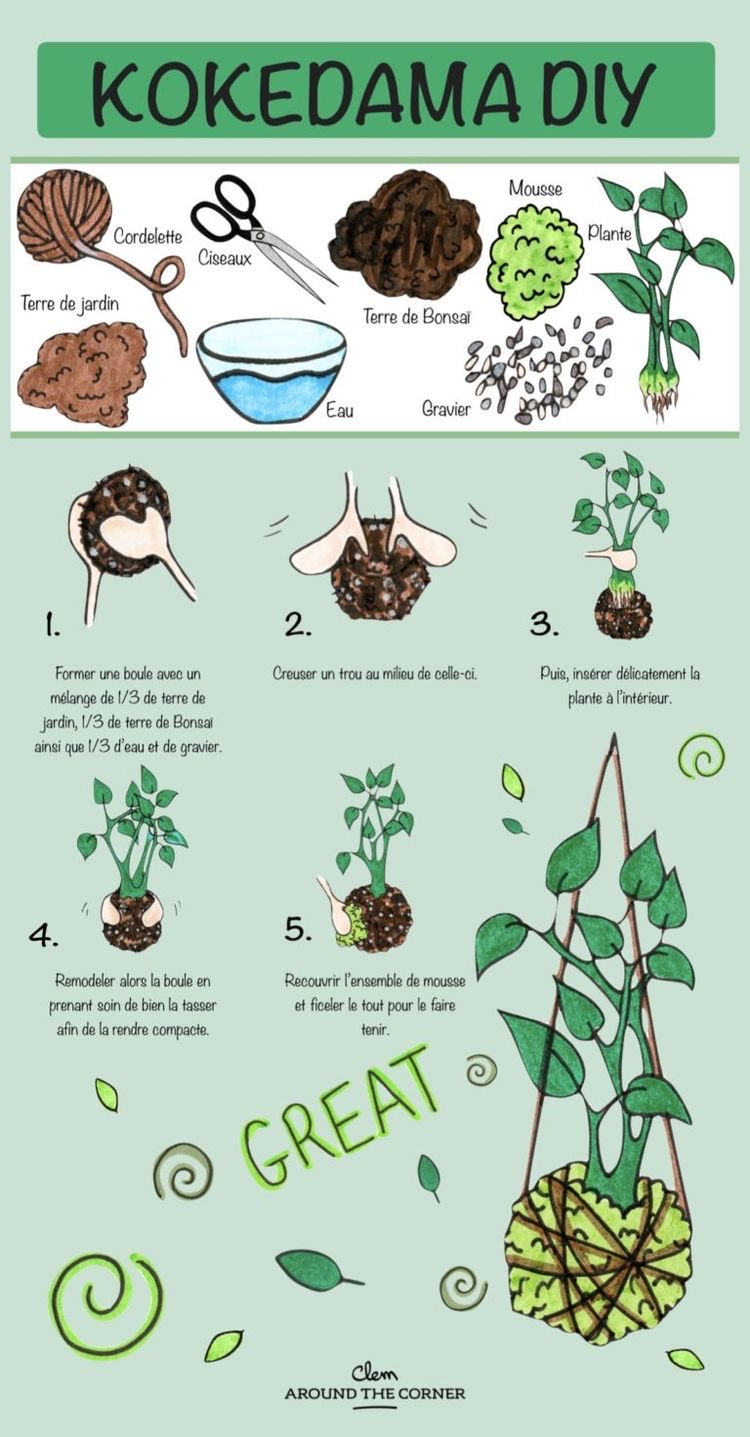 KOKEDAMA DIY
Cordelette
Ciseaux
Terre de Bonsaï
Mousse
Plante
Terre de jardin
Eau
Gravier
1.
Former une boule avec un
mélange de 1/3 de terre de
jardin, 1/3 de terre de Bonsaï
ainsi que 1/3 d'eau et de gravier.
2.
Creuser un trou au milieu de celle-ci.
3.
Puis, insérer délicatement la
plante à l'intérieur.
4.
Remodeler alors la boule en
prenant soin de bien la tasser
afin de la rendre compacte.
5.
Recouvrir l'ensemble de mousse
et ficeler le tout pour le faire
tenir.
GREAT
Clem
AROUND THE CORNER